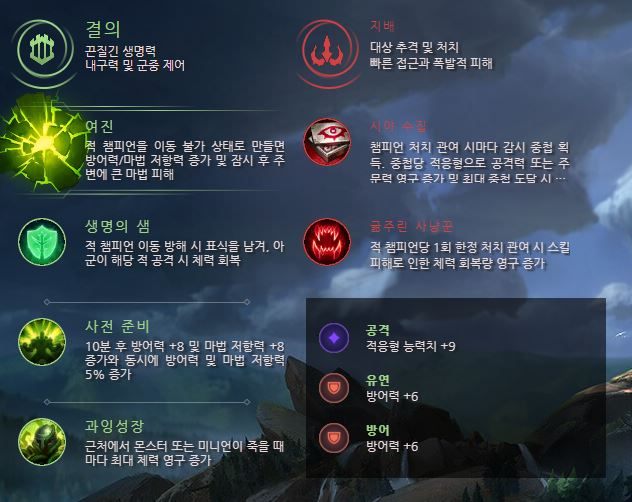 결의
끈질긴 생명력
내구력 및 군중 제어
여진
적 챔피언을 이동 불가 상태로 만들면
방어력/마법 저항력 증가 및 잠시 후 주
변에 큰 마법 피해
생명의 샘
적 챔피언 이동 방해 시 표식을 남겨, 아
군이 해당 적 공격 시 체력 회복
사전 준비
10분 후 방어력 +8 및 마법 저항력 +8
증가와 동시에 방어력 및 마법 저항력
5% 증가
과잉성장
근처에서 몬스터 또는 미니언이 죽을 때
마다 최대 체력 영구 증가
지배
대상 추격 및 처치
빠른 접근과 폭발적 피해
시야 수집
챔피언 처치 관여 시마다 감시 중첩 획
득. 중첩당 적응형으로 공격력 또는 주
문력 영구 증가 및 최대 중첩 도달 시 ···
굶주린 사냥꾼
적 챔피언당 1회 한정 처치 관여 시 스킬
피해로 인한 체력 회복량 영구 증가
공격
적응형 능력치 +9
유연
방어력 +6
방어
방어력 +6